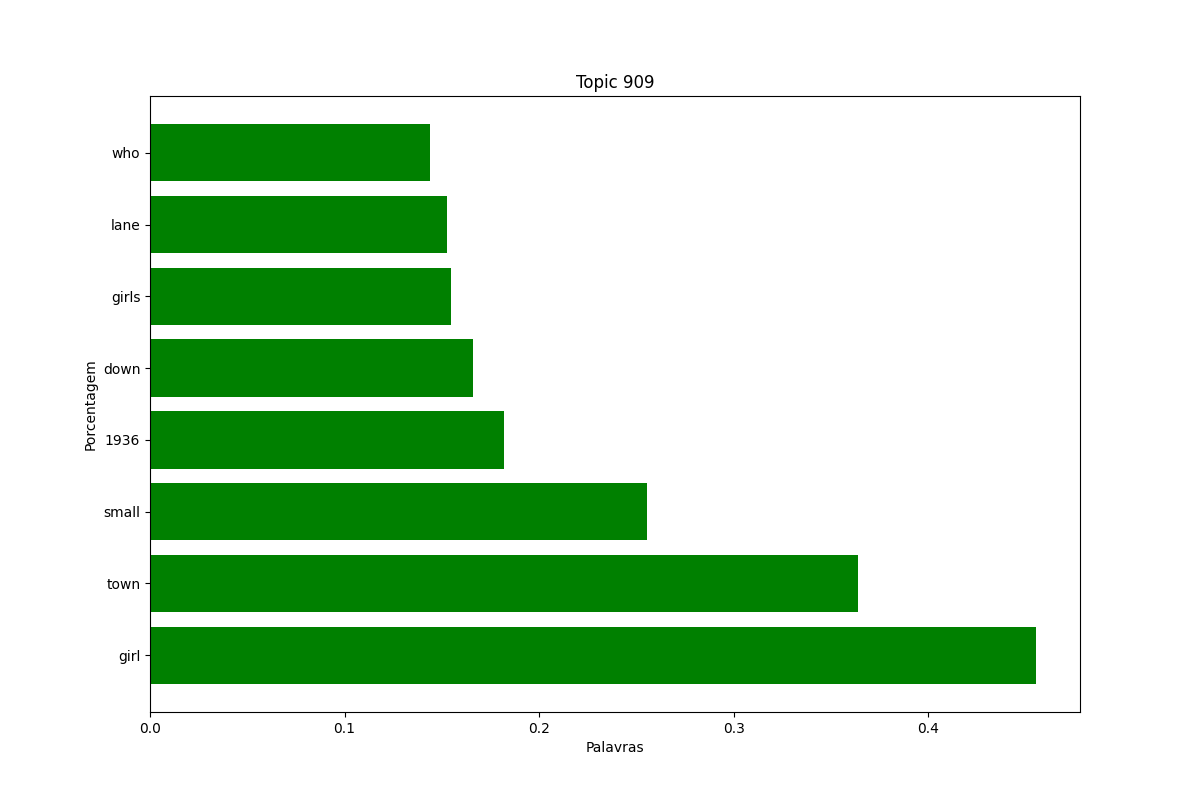 Topic 909
who
lane
girls
down
1936
small
town
girl
Porcentagem
0.0 0.1 0.2 0.3 0.4
Palavras